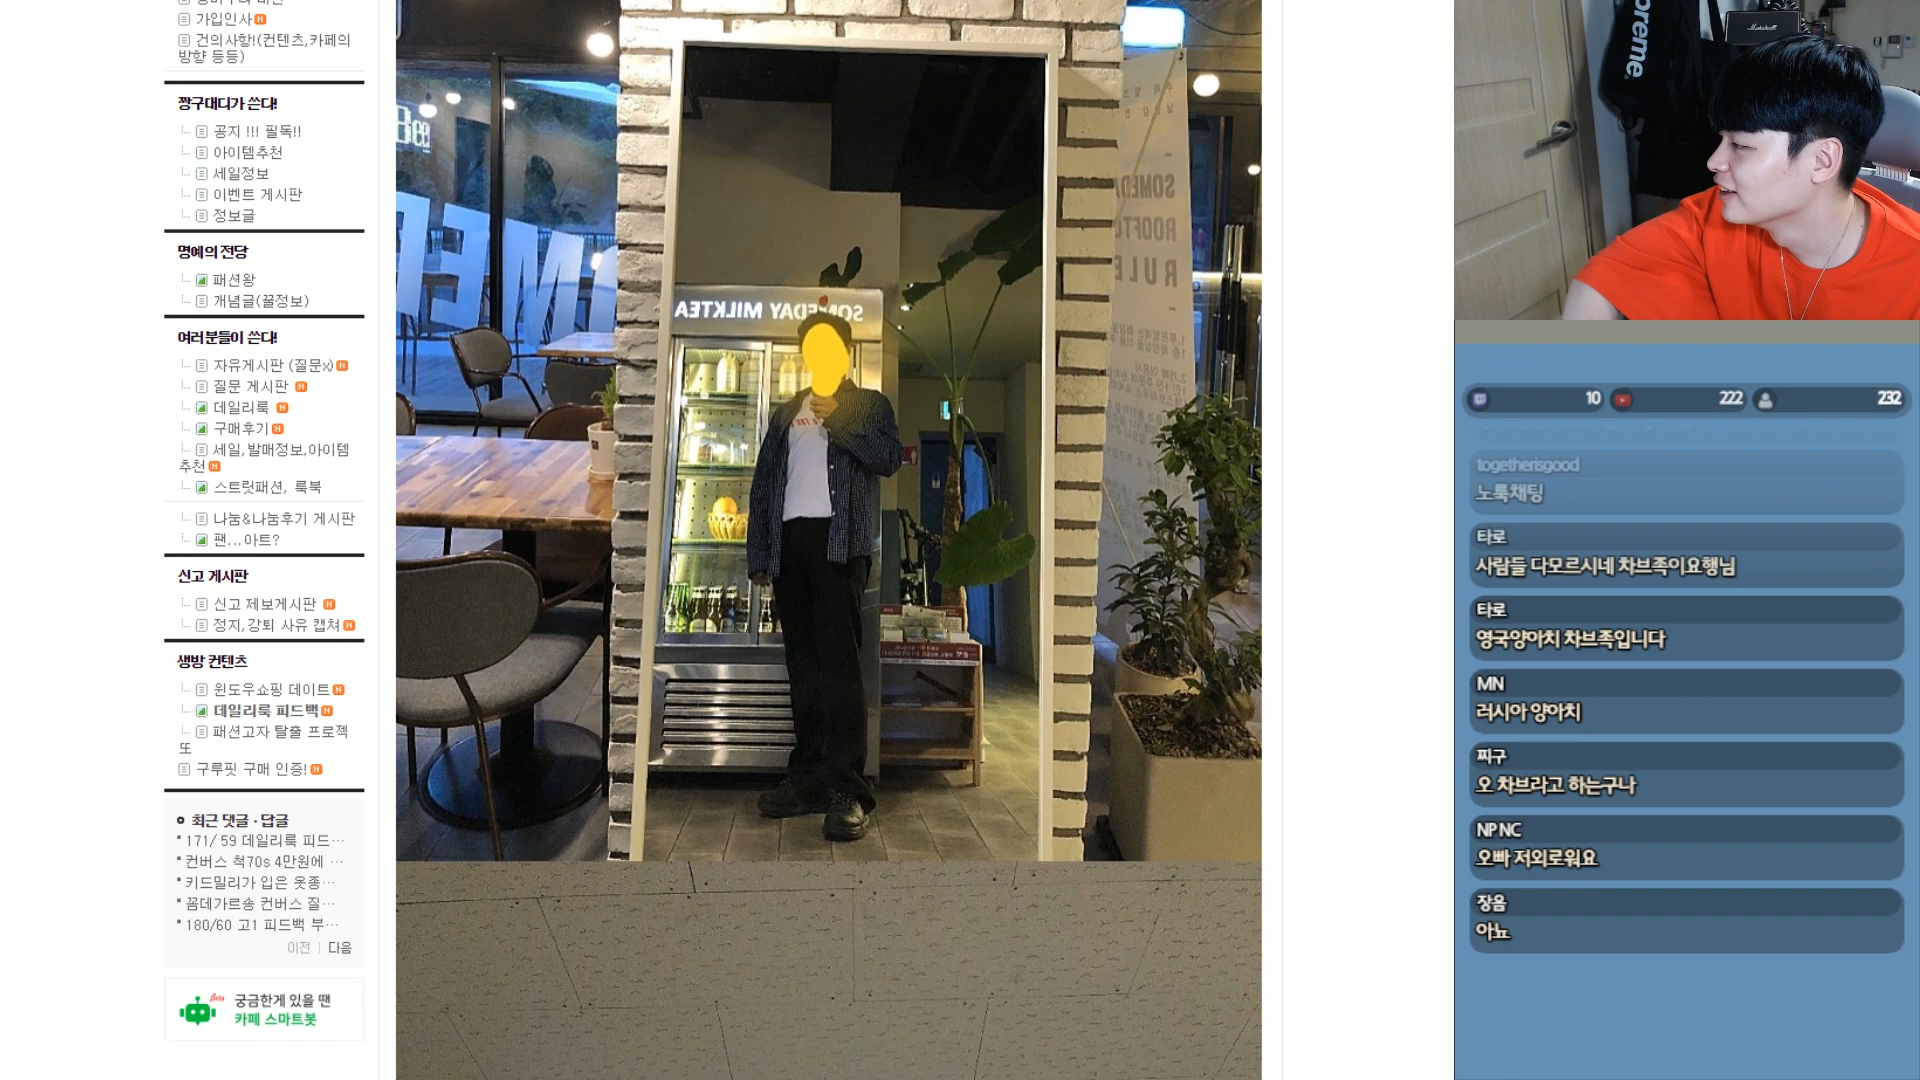 가입인사
건의사항!(컨텐츠,카페의
방향 등등)
짱구대디가 쓴다!
공지 !!! 필독!!
아이템추천
세일정보
이벤트 게시판
정보글
명예의 전당
패션왕
개념글(꿀정보)
여러분들이 쓴다!
자유게시판 (질문x)
질문 게시판
데일리룩
구매후기
세일,발매정보,아이템
추천
스트릿패션, 룩북
나눔&나눔후기 게시판
팬...아트?
신고 게시판
신고 제보게시판
정지,강퇴 사유 캡쳐
생방 컨텐츠
윈도우쇼핑 데이트
데일리룩 피드백
패션고자 탈출 프로젝
또
구루핏 구매 인증!
최근 댓글 · 답글
171/ 59 데일리룩 피드…
컨버스 척70s 4만원에 …
키드밀리가 입은 옷종…
꼼데가르송 컨버스 질…
180/60 고1 피드백 부…
이전 | 다음
Beta
궁금한게 있을 땐
카페 스마트봇
SOMEDAY MILKTEA
SOMEDA
ROOFTO
RULE
preme
Marshall
10 222 232
togetherisgood
노룩채팅
타로
사람들 다모르시네 차브족이요행님
타로
영국양아치 차브족입니다
MN
러시아 양아치
찌구
오 차브라고 하는구나
NP NC
오빠 저외로워요
장음
아뇨